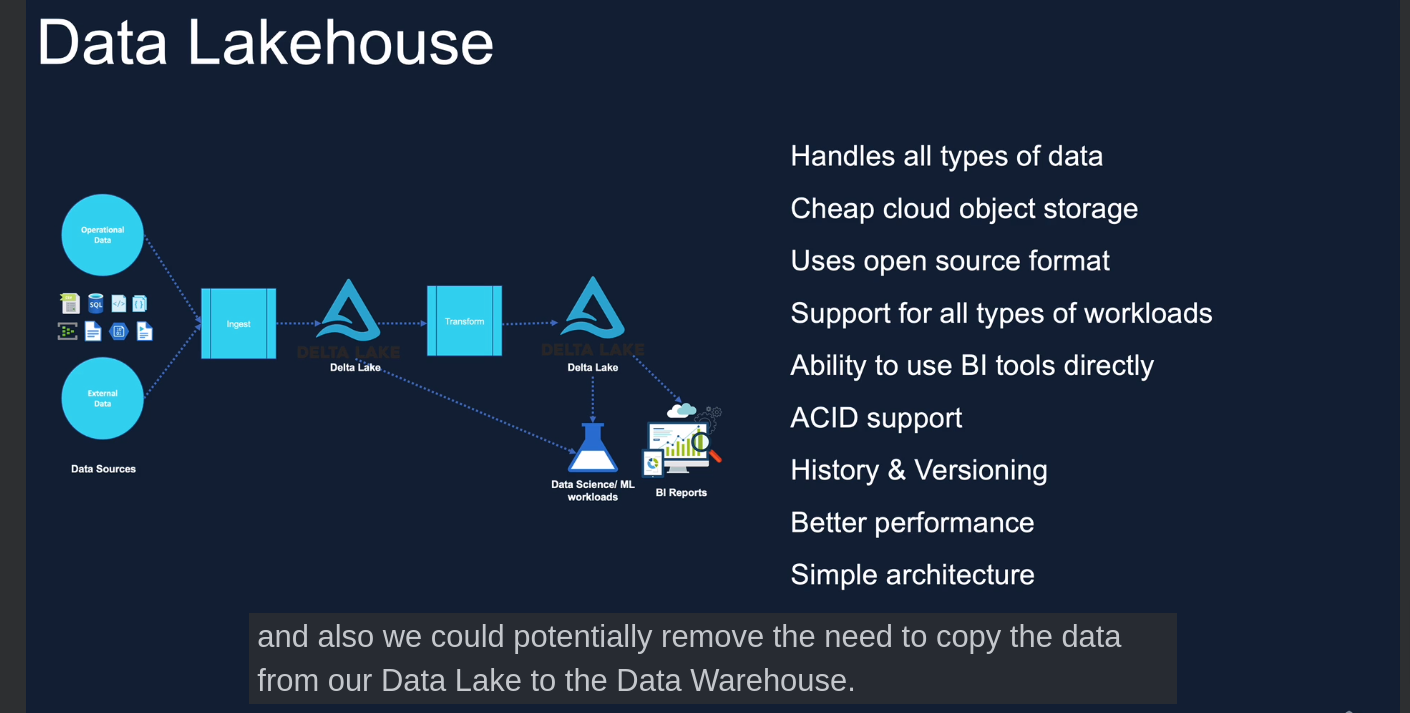 Data Lakehouse
Operational
Data
SQL
External
Data
Data Sources
Ingest
DELTA LAKE
Delta Lake
Transform
DELTA LAKE
Delta Lake
Data Science/ ML
workloads
BI Reports
Handles all types of data
Cheap cloud object storage
Uses open source format
Support for all types of workloads
Ability to use BI tools directly
ACID support
History & Versioning
Better performance
Simple architecture
and also we could potentially remove the need to copy the data
from our Data Lake to the Data Warehouse.